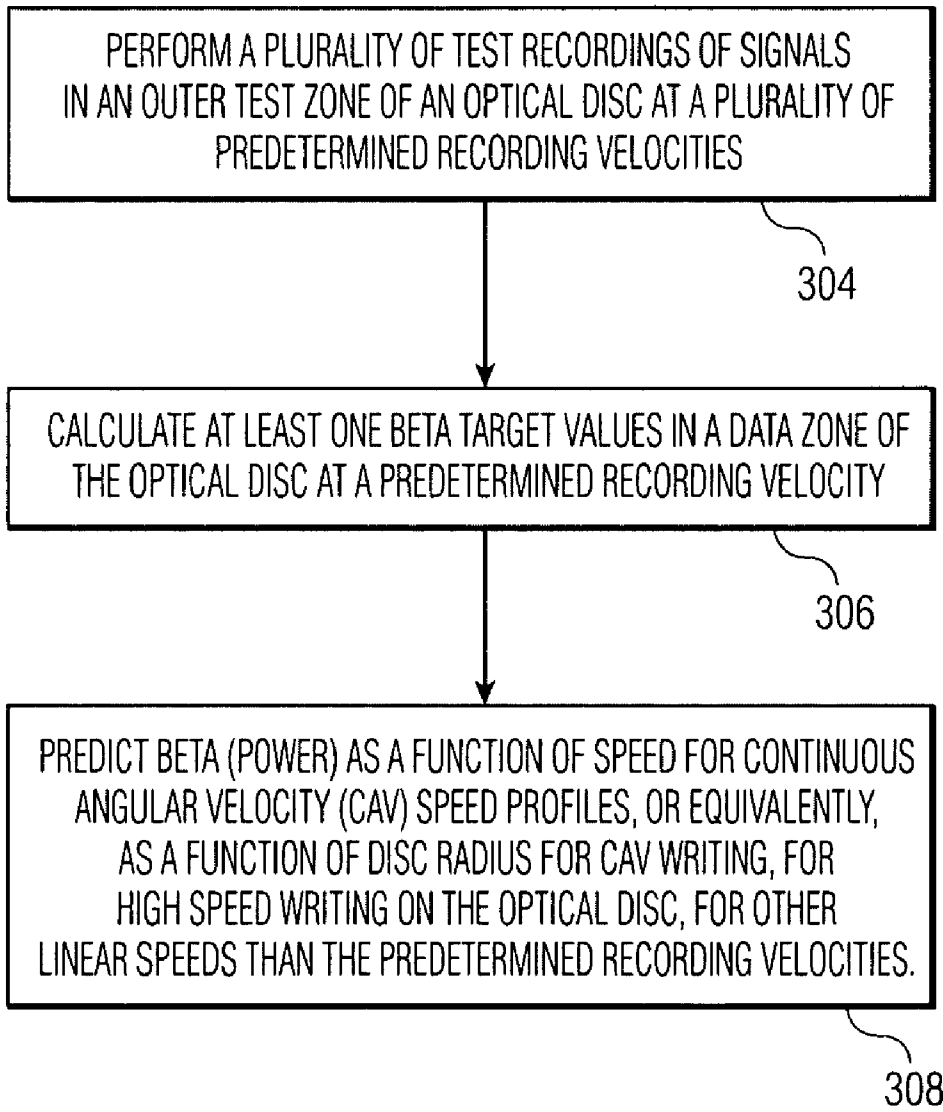 PERFORM A PLURALITY OF TEST RECORDINGS OF SIGNALS
IN AN OUTER TEST ZONE OF AN OPTICAL DISC AT A PLURALITY OF
PREDETERMINED RECORDING VELOCITIES
304
CALCULATE AT LEAST ONE BETA TARGET VALUES IN A DATA ZONE OF
THE OPTICAL DISC AT A PREDETERMINED RECORDING VELOCITY
306
PREDICT BETA (POWER) AS A FUNCTION OF SPEED FOR CONTINUOUS
ANGULAR VELOCITY (CAV) SPEED PROFILES, OR EQUIVALENTLY,
AS A FUNCTION OF DISC RADIUS FOR CAV WRITING, FOR
HIGH SPEED WRITING ON THE OPTICAL DISC, FOR OTHER
LINEAR SPEEDS THAN THE PREDETERMINED RECORDING VELOCITIES.
308